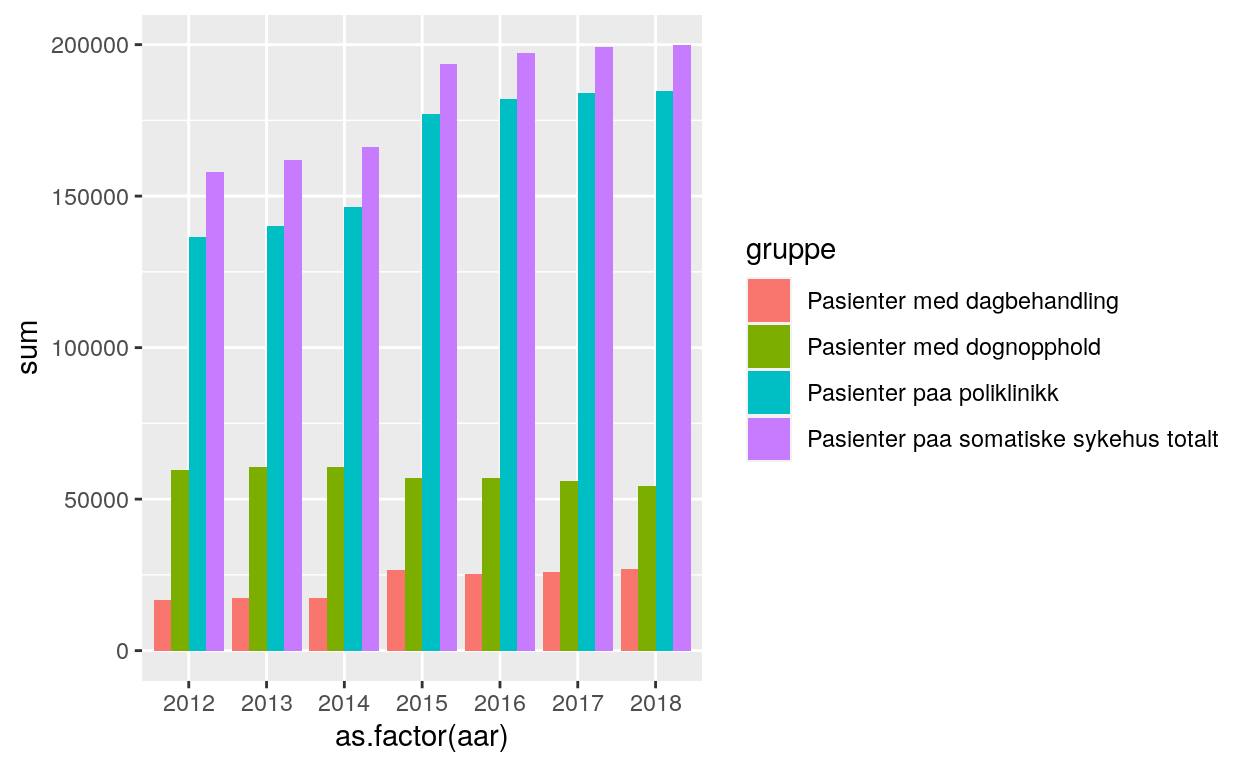 200000
150000
100000
50000
0
sum
2012 2013 2014 2015 2016 2017 2018
as.factor(aar)
gruppe
Pasienter med dagbehandling
Pasienter med dognopphold
Pasienter paa poliklinikk
Pasienter paa somatiske sykehus totalt